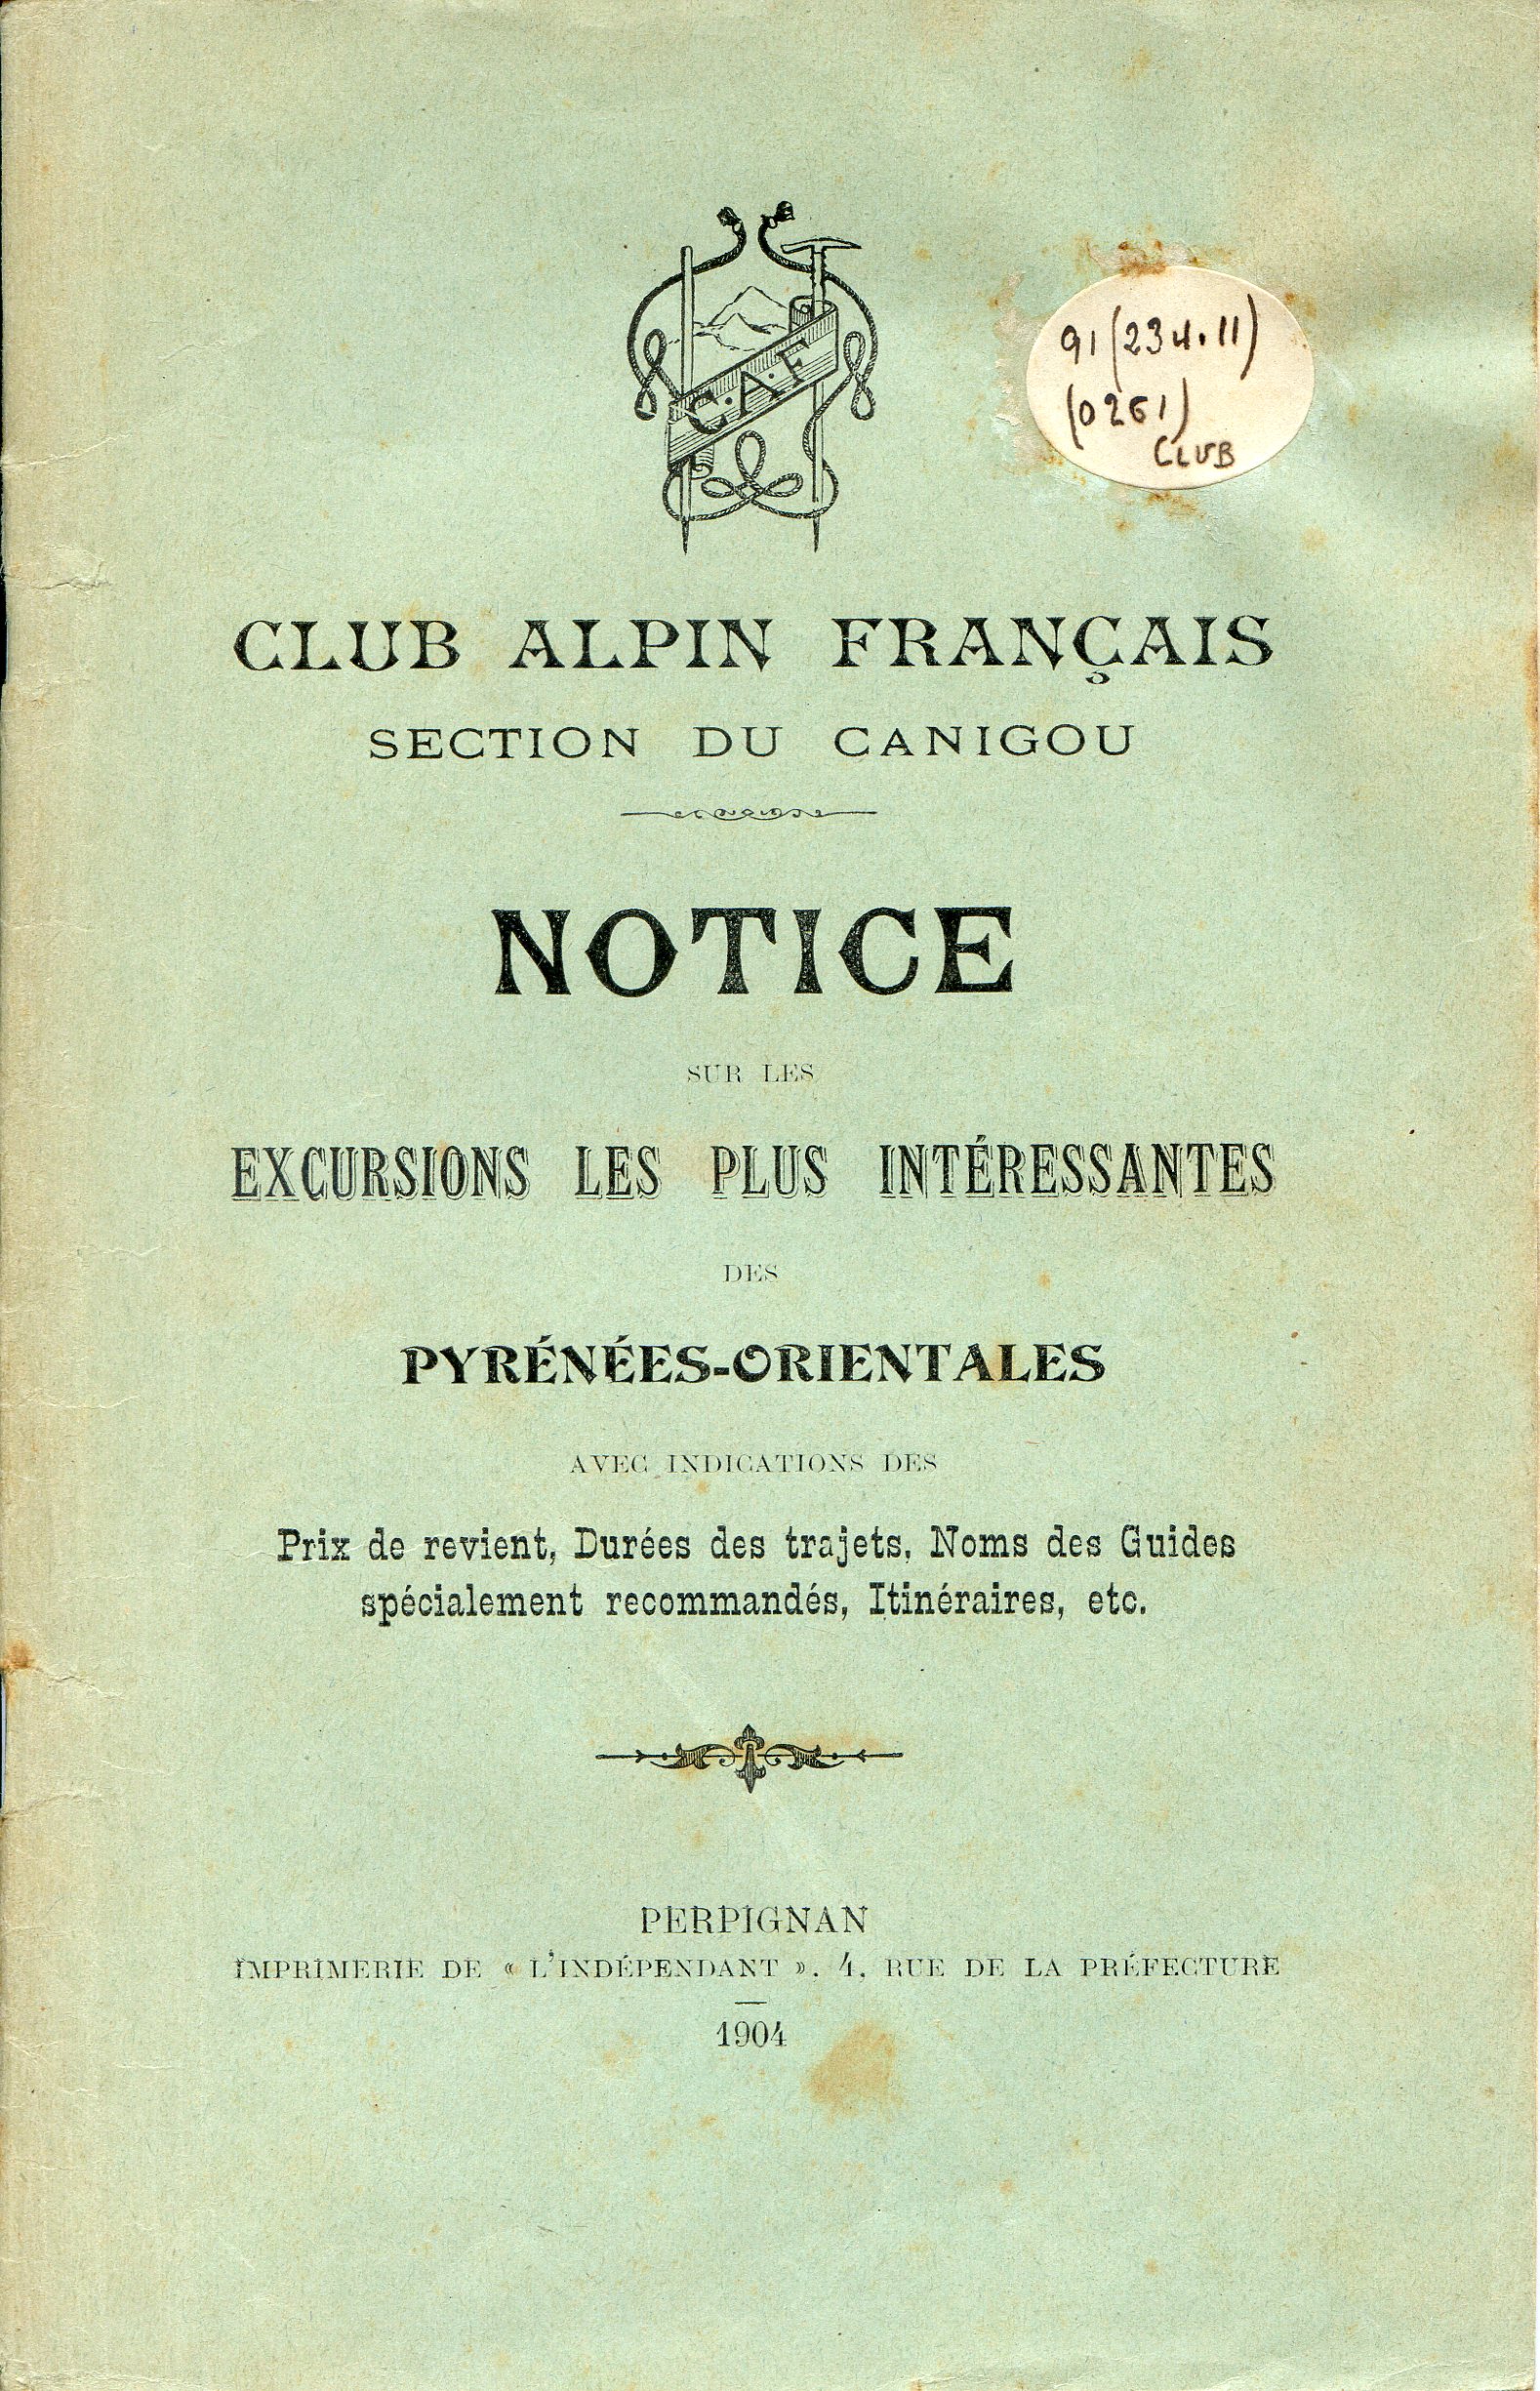 C.A.F
91(234.11)
(0261)
CLUB
CLUB ALPIN FRANÇAIS
SECTION DU CANIGOU
NOTICE
SUR LES
EXCURSIONS LES PLUS INTÉRESSANTES
DES
PYRÉNÉES-ORIENTALES
AVEC INDICATIONS DES
Prix de revient, Durées des trajets, Noms des Guides
spécialement recommandés, Itinéraires, etc.
PERPIGNAN
IMPRIMERIE DE « L'INDÉPENDANT », 4, RUE DE LA PRÉFECTURE
1904